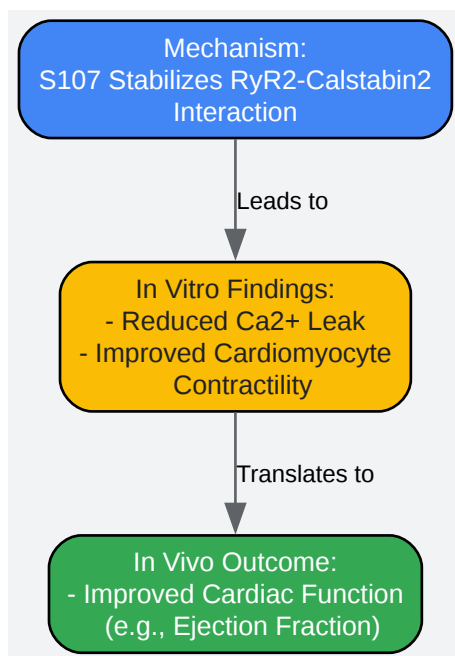 Mechanism:
S107 Stabilizes RyR2-Calstabin2
Interaction
Leads to
In Vitro Findings:
- Reduced Ca2+ Leak
- Improved Cardiomyocyte
Contractility
Translates to
In Vivo Outcome:
- Improved Cardiac Function
(e.g., Ejection Fraction)